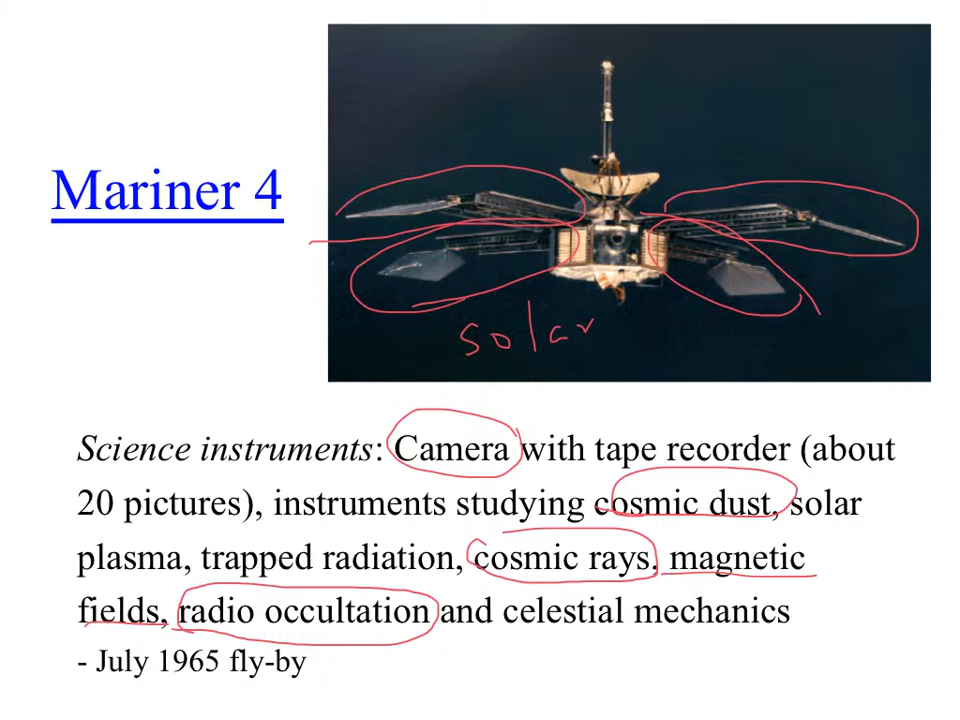 Mariner 4
solar
Science instruments: Camera with tape recorder (about
20 pictures), instruments studying cosmic dust, solar
plasma, trapped radiation, cosmic rays, magnetic
fields, radio occultation and celestial mechanics
- July 1965 fly-by